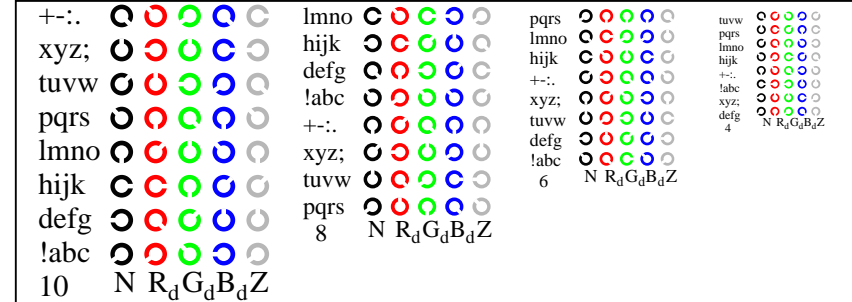 +-:.
xyz;
tuvw
pqrs
lmno
hijk
defg
!abc
10 N RdGdBdZ
lmno
hijk
defg
!abc
+-:.
xyz;
tuvw
pqrs
8 N RdGdBdZ
pqrs
lmno
hijk
+-:.
xyz;
tuvw
defg
!abc
6 N RdGdBdZ
tuvw
pqrs
lmno
hijk
+-:.
!abc
xyz;
defg
4 N RdGdBdZ